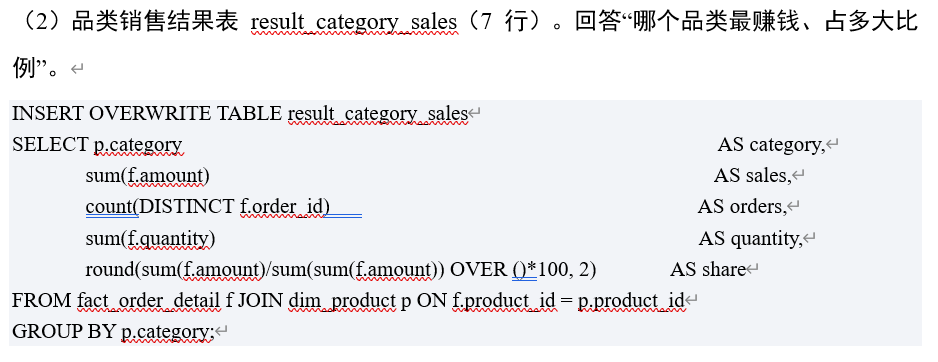 （2）品类销售结果表 result_category_sales（7 行）。回答“哪个品类最赚钱、占多大比
例”。
INSERT OVERWRITE TABLE result_category_sales
SELECT p.category AS category,
sum(f.amount) AS sales,
count(DISTINCT f.order_id) AS orders,
sum(f.quantity) AS quantity,
round(sum(f.amount)/sum(sum(f.amount)) OVER ()*100, 2) AS share
FROM fact_order_detail f JOIN dim_product p ON f.product_id = p.product_id
GROUP BY p.category;